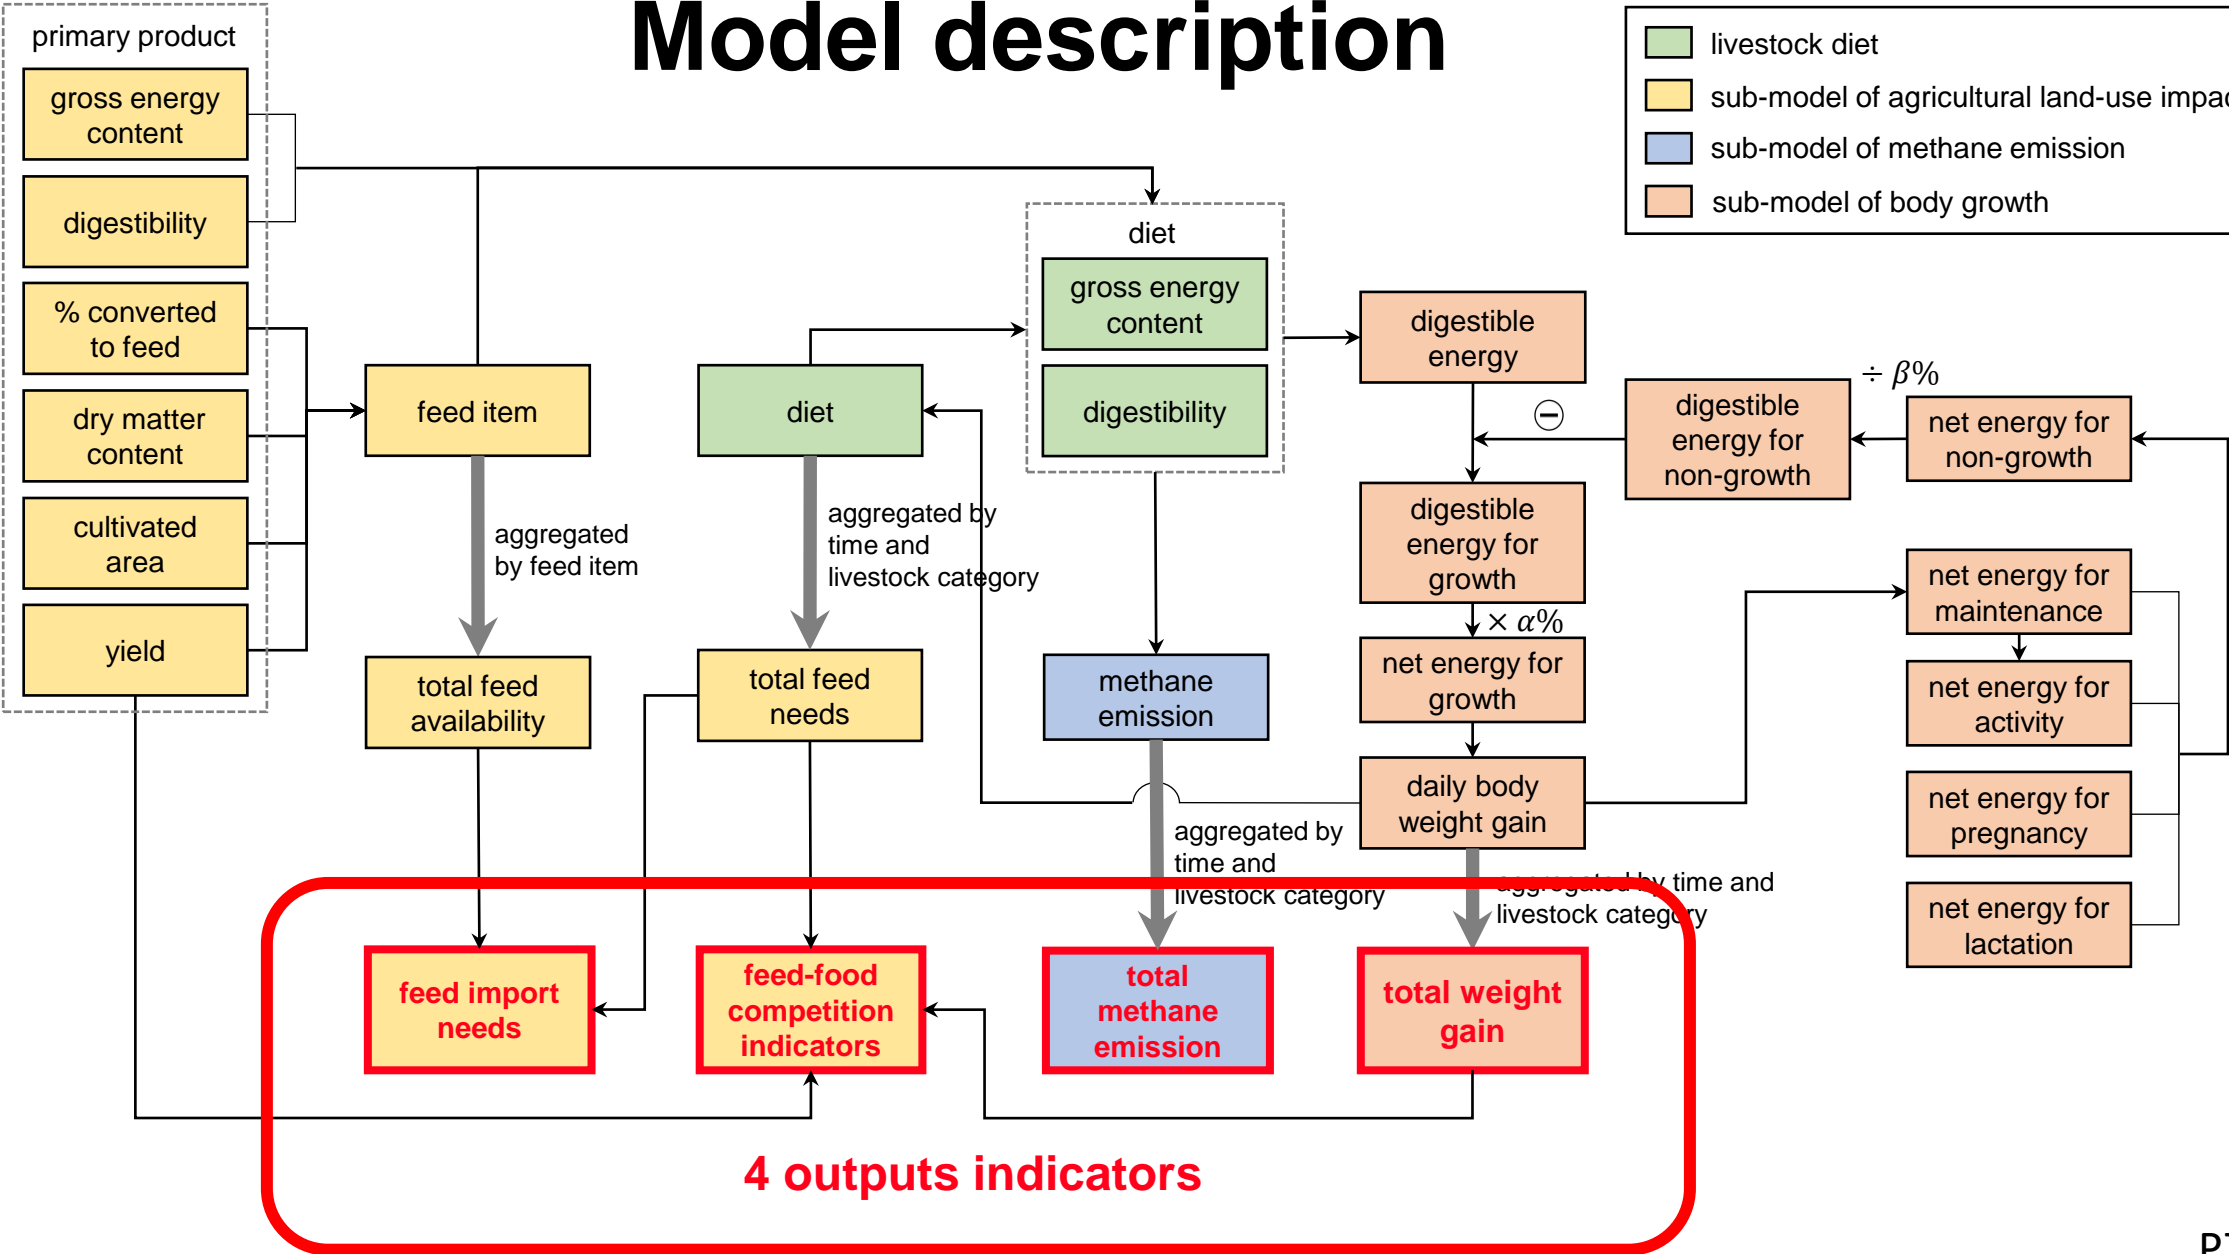 Model description
primary product
gross energy
content
digestibility
% converted
to feed
dry matter
content
cultivated
area
yield
feed item
aggregated
by feed item
total feed
availability
diet
aggregated by
time and
livestock category
total feed
needs
diet
gross energy
content
digestibility
methane
emission
aggregated by
time and
livestock category
livestock diet
sub-model of agricultural land-use impac
sub-model of methane emission
sub-model of body growth
digestible
energy
⊖
digestible
energy for
non-growth
÷ β%
net energy for
non-growth
digestible
energy for
growth
× α%
net energy for
growth
daily body
weight gain
aggregated by time and
livestock category
net energy for
maintenance
net energy for
activity
net energy for
pregnancy
net energy for
lactation
feed import
needs
feed-food
competition
indicators
total
methane
emission
total weight
gain
4 outputs indicators